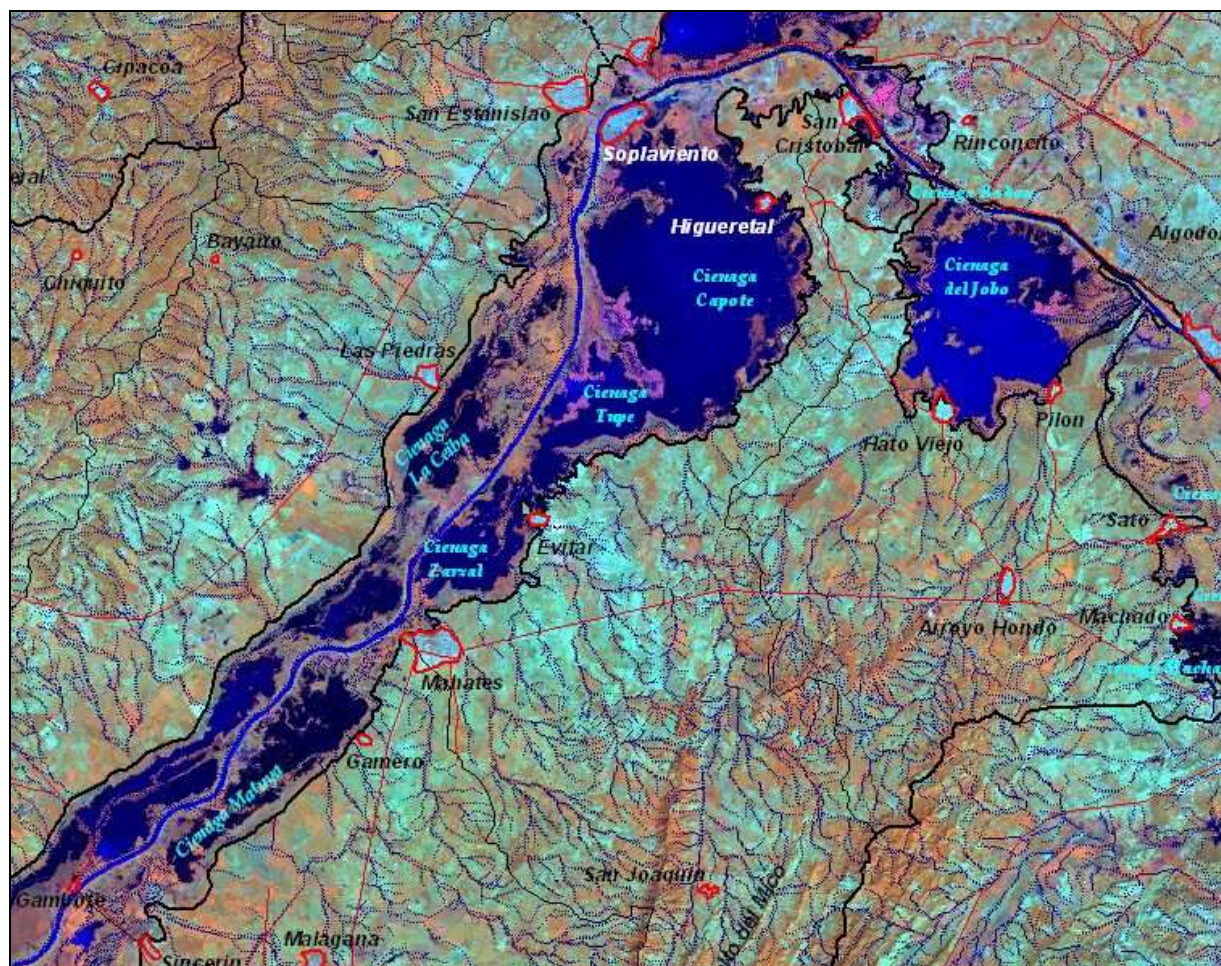 Cipacoa
San Estanislao
San
Cristobal
Rinconcito
Soplaviento
Higueretal
Bayano
Chiquito
Cienaga
Capote
Cienaga
del Jobo
Las Piedras
Cienaga
Tupe
Cienaga
La Ceiba
Hato Viejo
Pilon
Sato
Cienaga
Zarzal
Evitar
Arroyo Hondo
Machado
Mahates
Gamero
Cienaga Matuya
San Joaquin
Gambote
Malagana
Sincerin